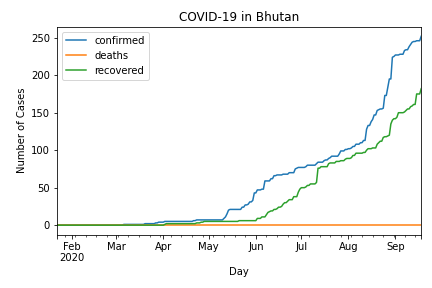 COVID-19 in Bhutan
confirmed
deaths
recovered
Number of Cases
250
200
150
100
50
0
Feb Mar Apr May Jun Jul Aug Sep
2020
Day